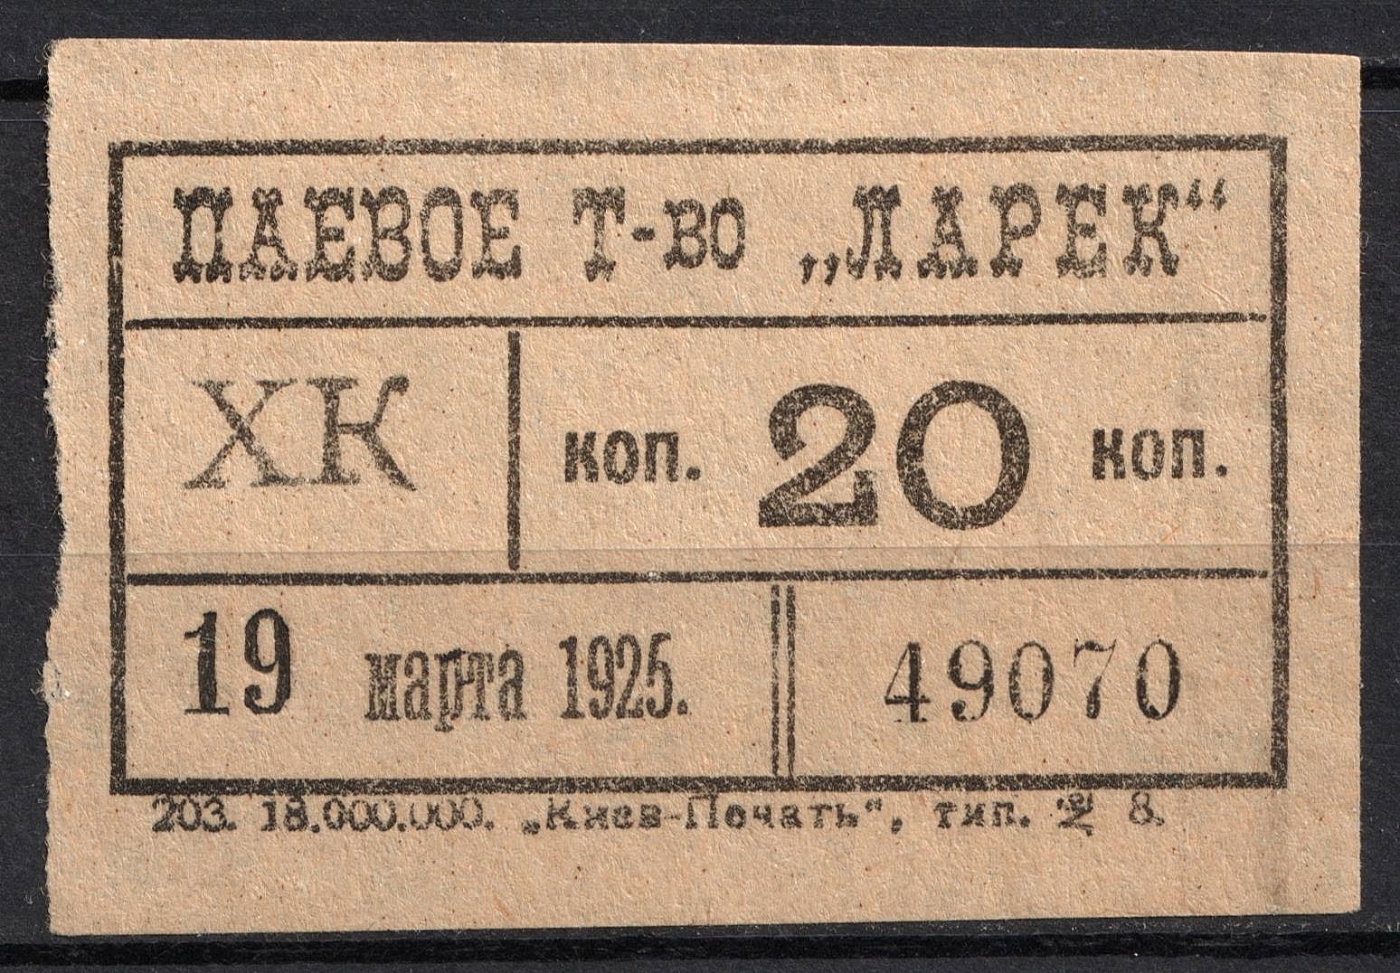 ПАЕВОЕ Т-ВО „ЛАРЕК“
ХК
коп. 20 коп.
19 марта 1925.
49070
203. 18.000.000. „Киев-Печать“, тип. № 8.